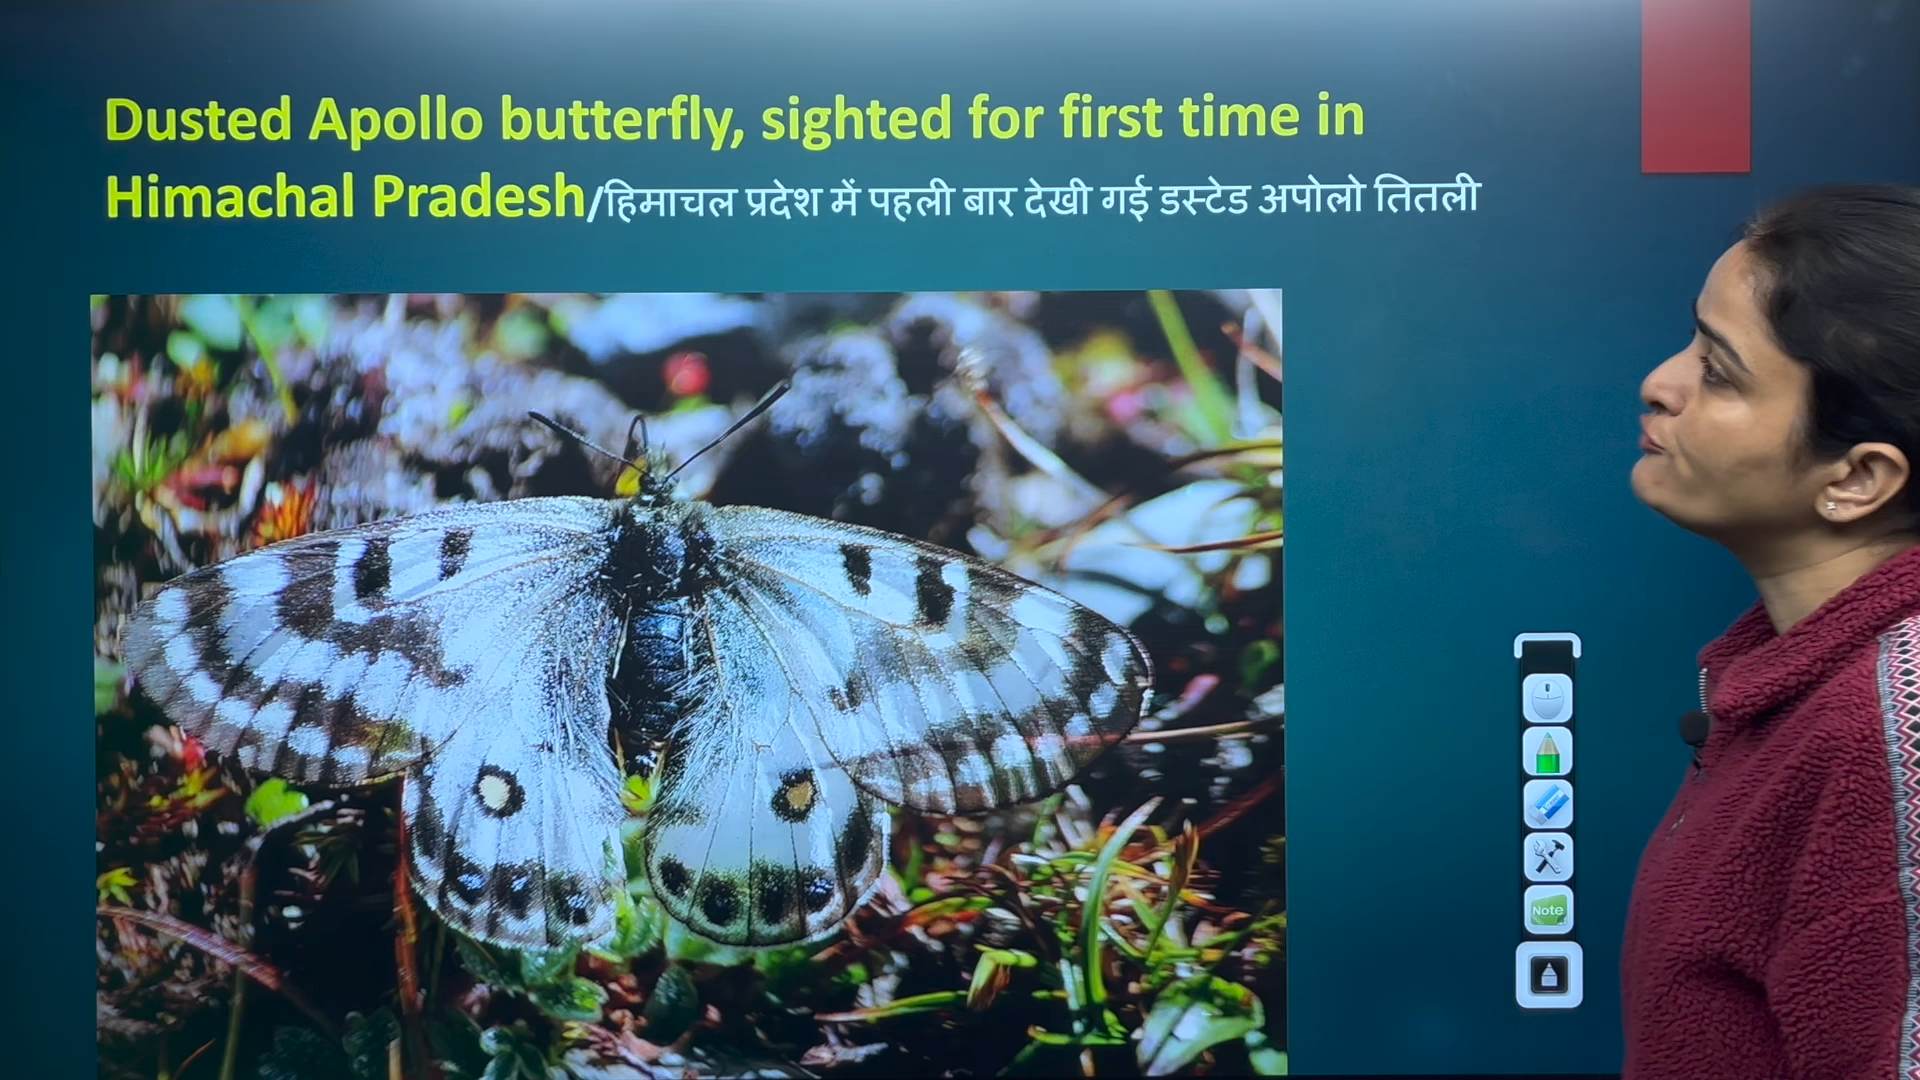 Dusted Apollo butterfly, sighted for first time in
Himachal Pradesh/हिमाचल प्रदेश में पहली बार देखी गई डस्टेड अपोलो तितली
Note